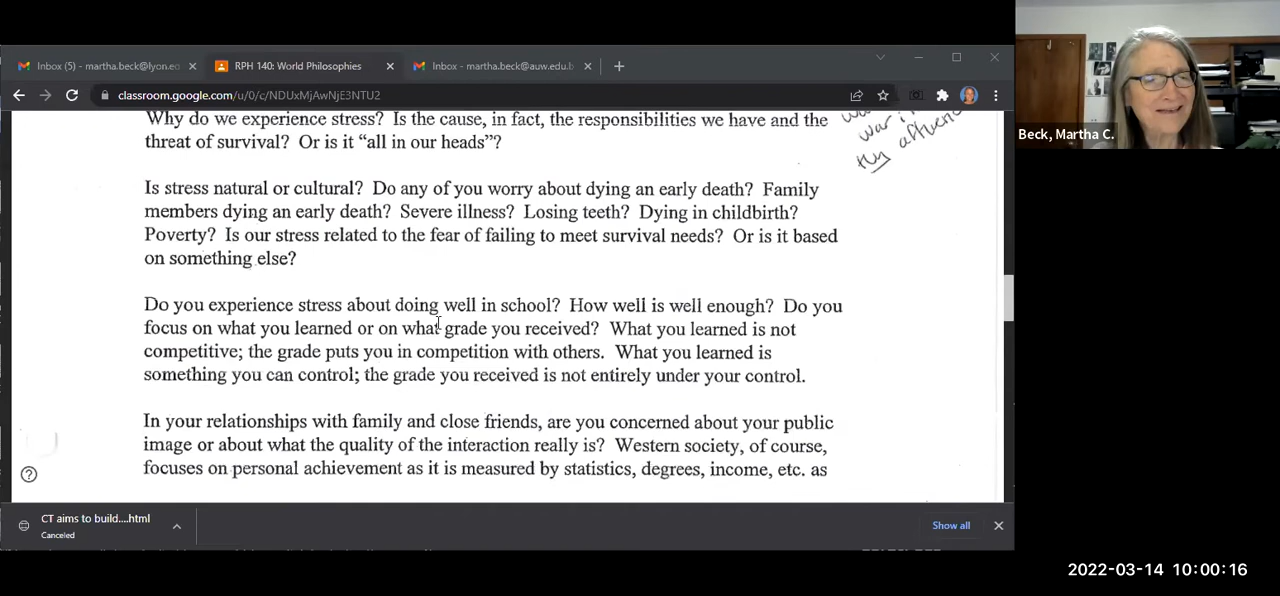 Inbox (5) - martha.beck@lyon.ec
RPH 140: World Philosophies
Inbox - martha.beck@auw.edu.b
classroom.google.com/u/0/c/NDUxMjAwNjE3NTU2
Beck, Martha C.
war
Why do we experience stress? Is the cause, in fact, the responsibilities we have and the
threat of survival? Or is it “all in our heads”?
Is stress natural or cultural? Do any of you worry about dying an early death? Family
members dying an early death? Severe illness? Losing teeth? Dying in childbirth?
Poverty? Is our stress related to the fear of failing to meet survival needs? Or is it based
on something else?
Do you experience stress about doing well in school? How well is well enough? Do you
focus on what you learned or on what grade you received? What you learned is not
competitive; the grade puts you in competition with others. What you learned is
something you can control; the grade you received is not entirely under your control.
In your relationships with family and close friends, are you concerned about your public
image or about what the quality of the interaction really is? Western society, of course,
focuses on personal achievement as it is measured by statistics, degrees, income, etc. as
CT aims to build....html
Canceled
Show all
2022-03-14 10:00:16